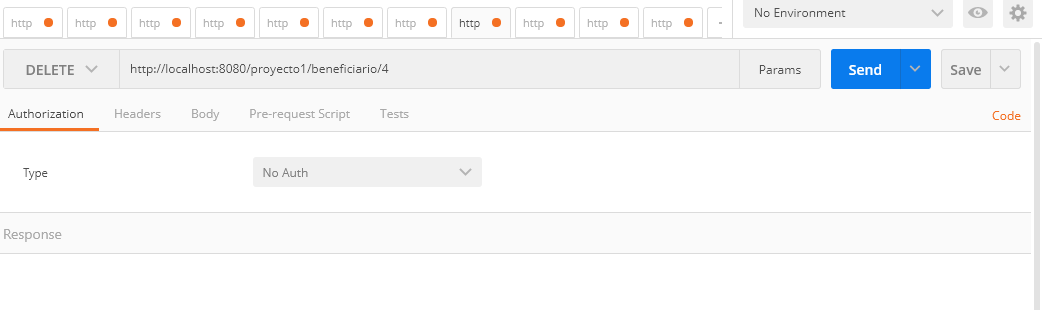 http http http http http http http http http http http No Environment
DELETE http://localhost:8080/proyecto1/beneficiario/4 Params Send Save
Authorization Headers Body Pre-request Script Tests Code
Type No Auth
Response